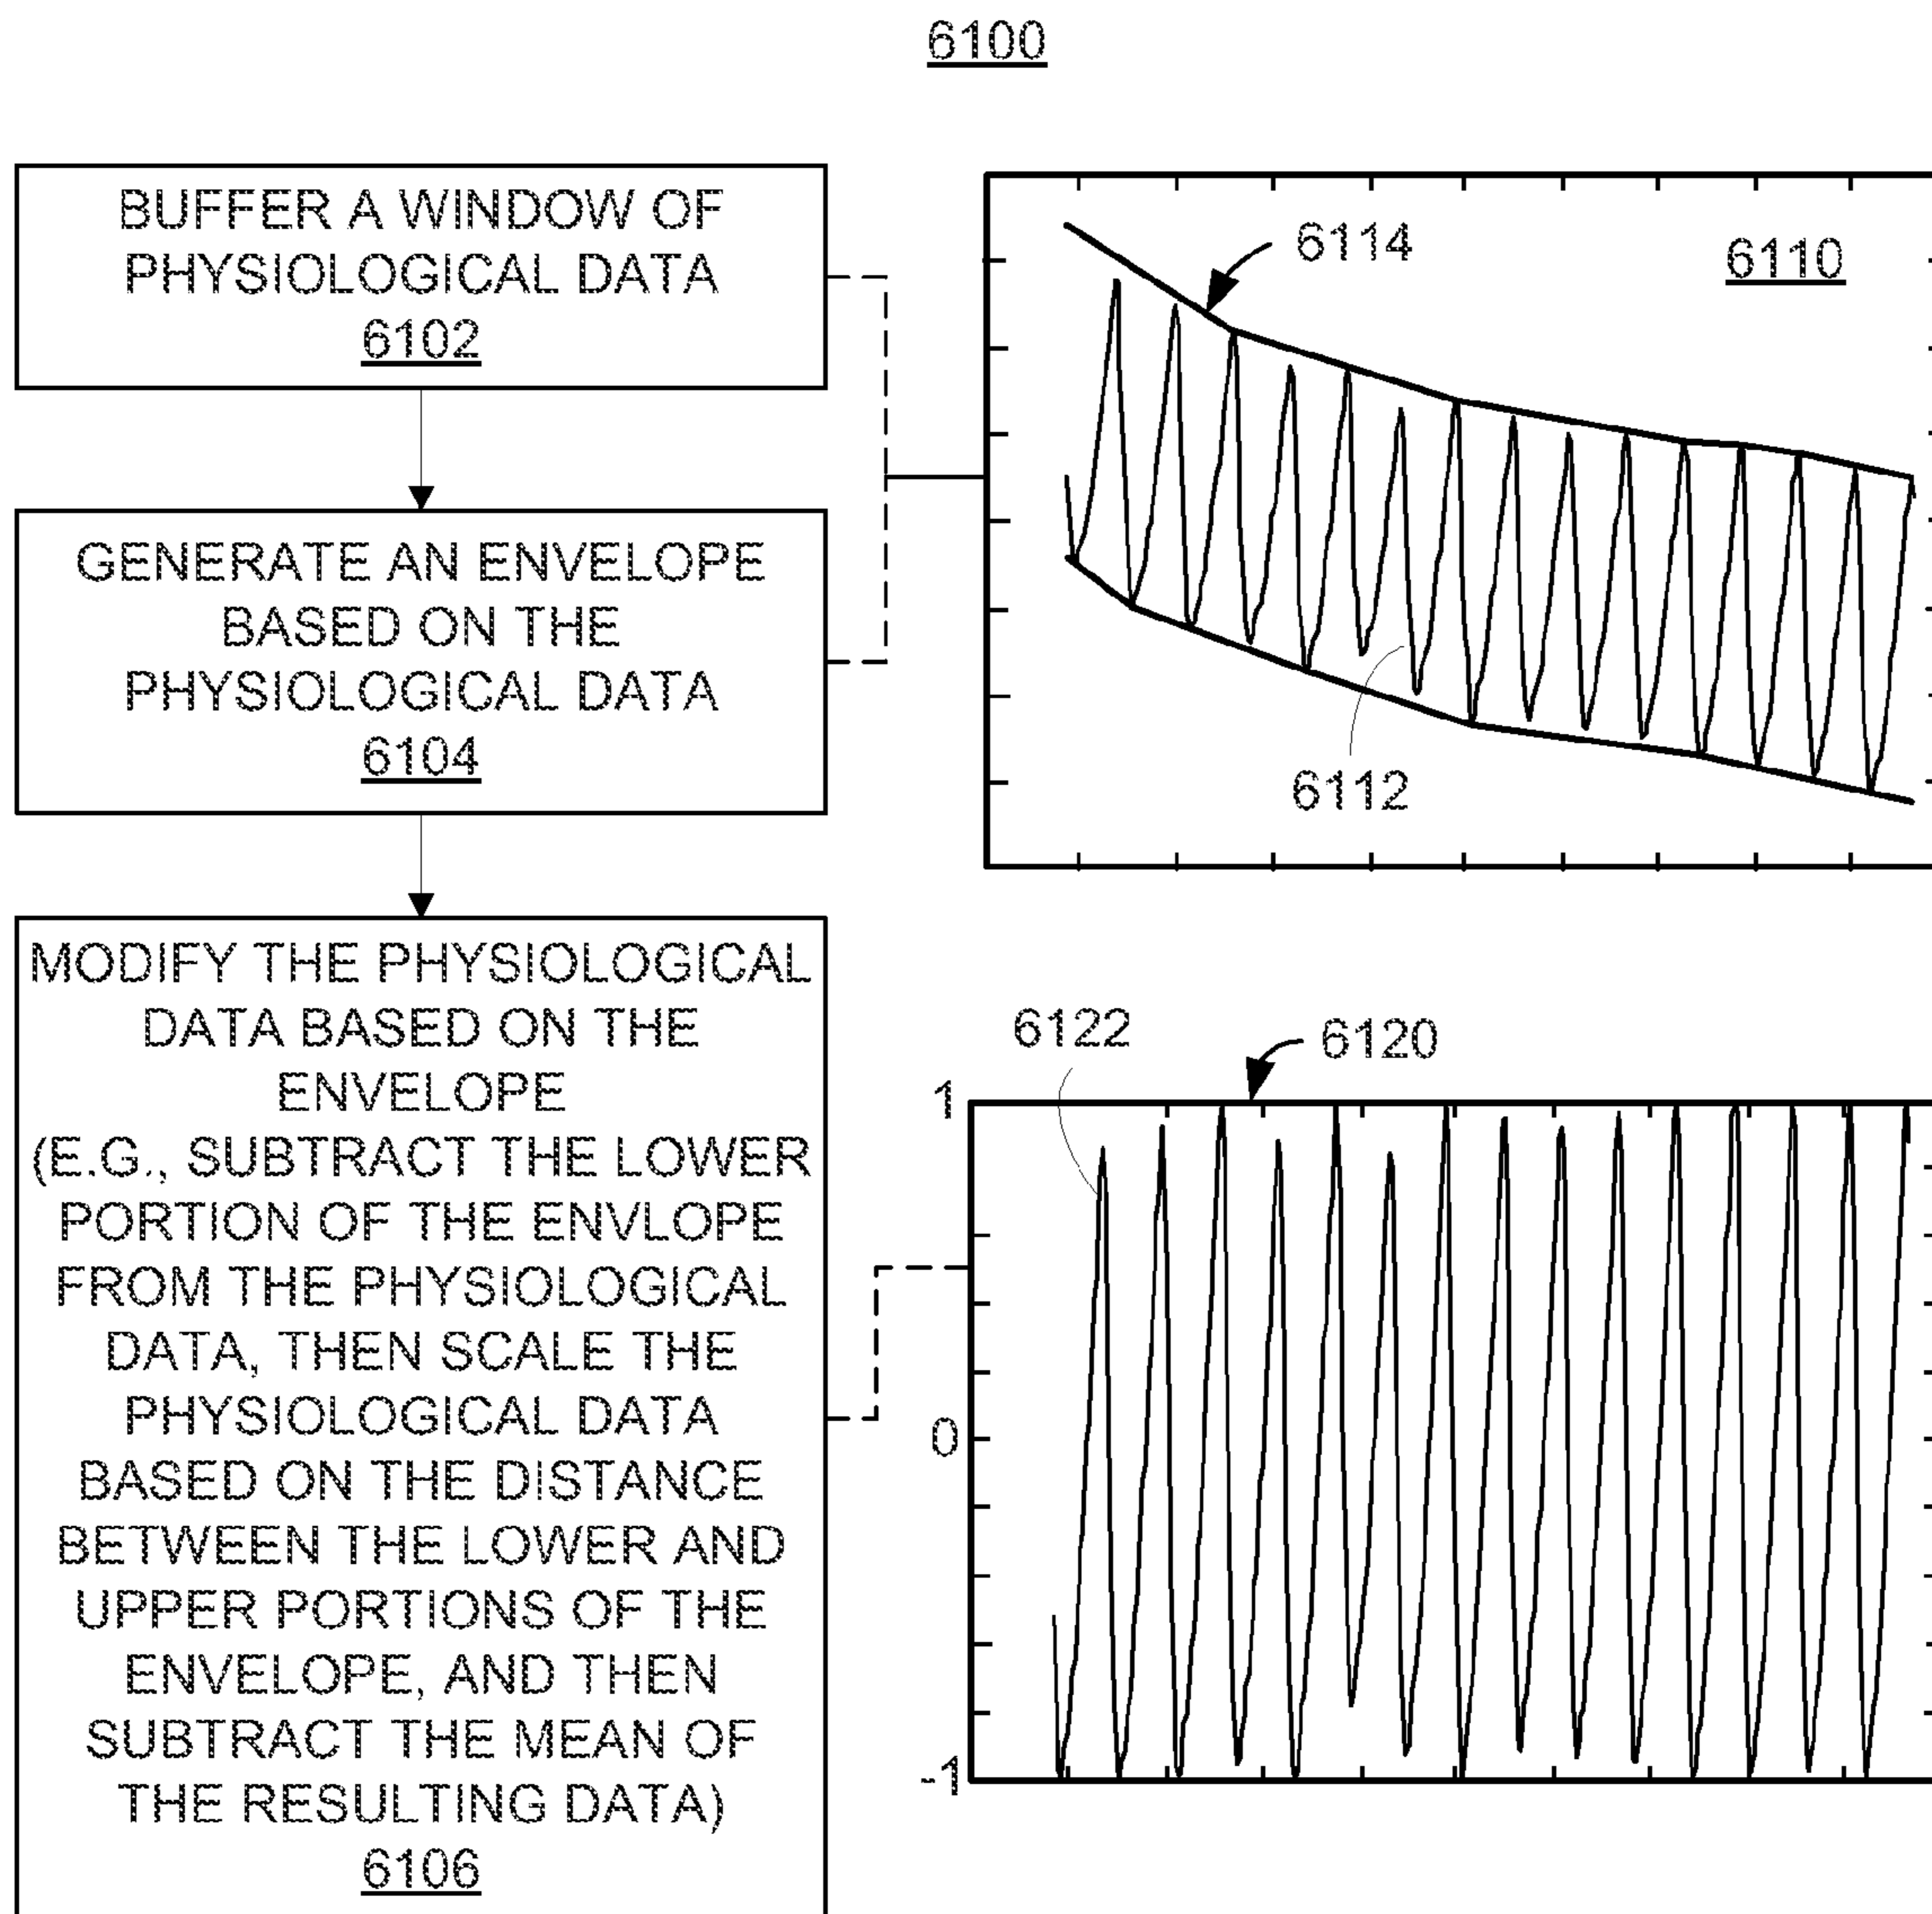 6100
BUFFER A WINDOW OF
PHYSIOLOGICAL DATA
6102
GENERATE AN ENVELOPE
BASED ON THE
PHYSIOLOGICAL DATA
6104
MODIFY THE PHYSIOLOGICAL
DATA BASED ON THE
ENVELOPE
(E.G., SUBTRACT THE LOWER
PORTION OF THE ENVLOPE
FROM THE PHYSIOLOGICAL
DATA, THEN SCALE THE
PHYSIOLOGICAL DATA
BASED ON THE DISTANCE
BETWEEN THE LOWER AND
UPPER PORTIONS OF THE
ENVELOPE, AND THEN
SUBTRACT THE MEAN OF
THE RESULTING DATA)
6106
6114
6110
6112
6122
6120
1
0
-1